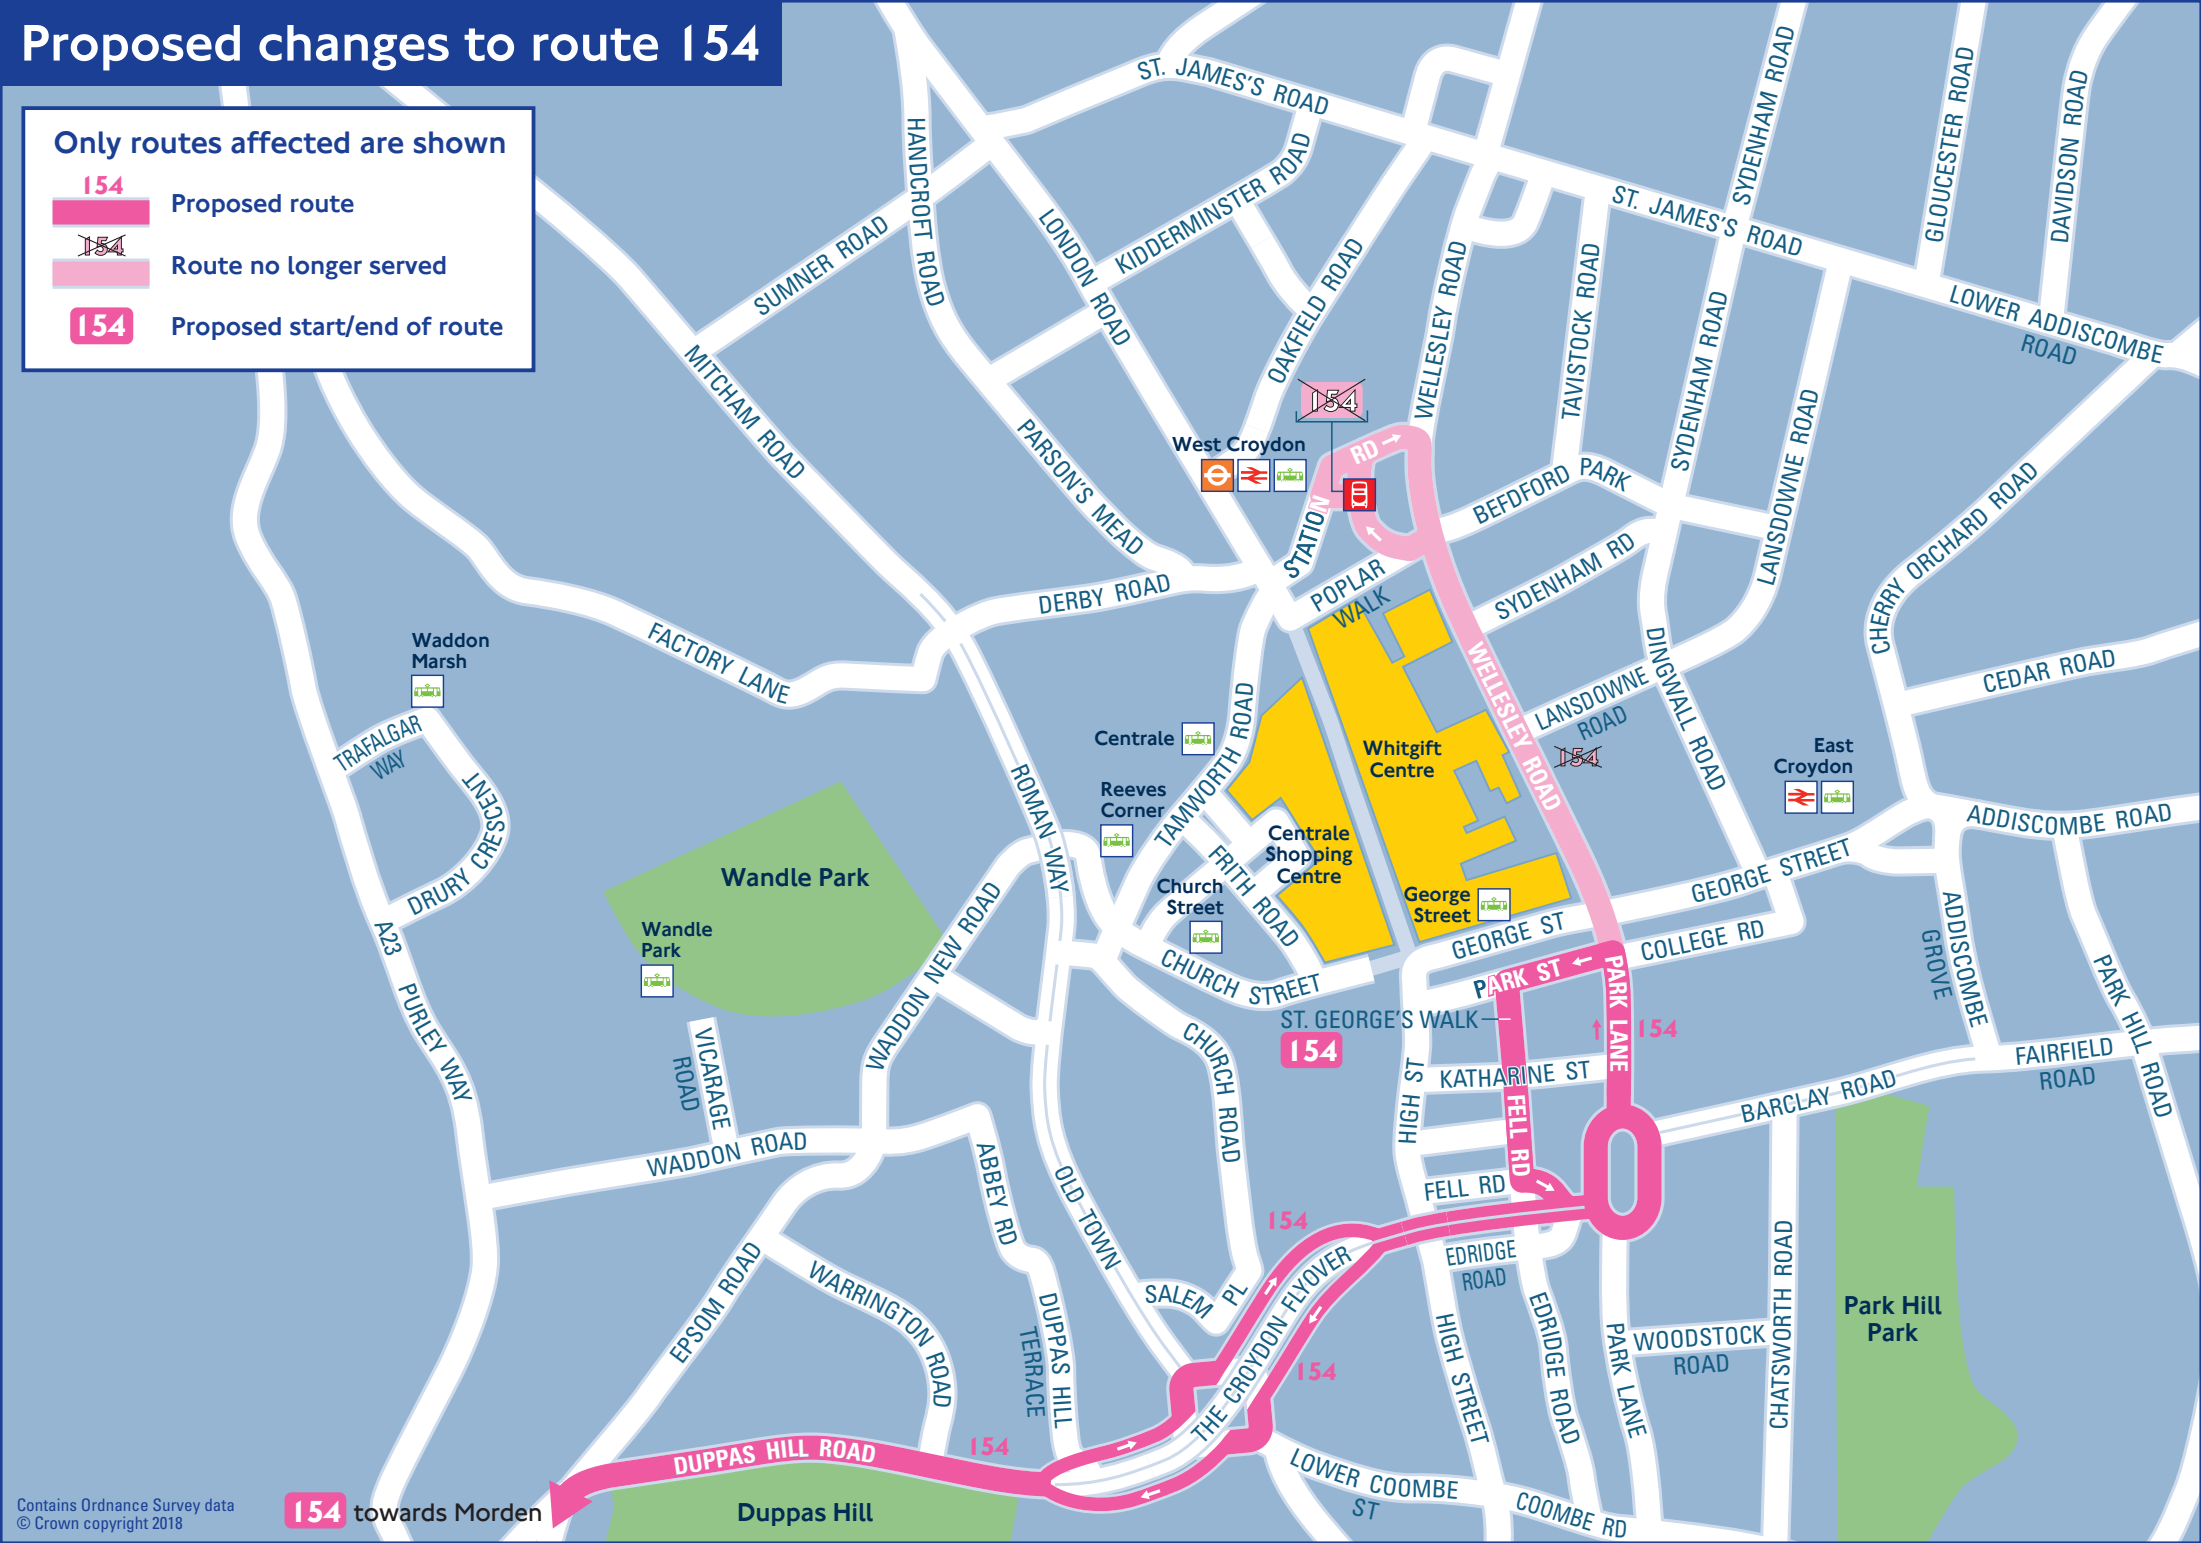 Proposed changes to route 154
Only routes affected are shown
154
Proposed route
154
Route no longer served
154
Proposed start/end of route
ST. JAMES'S ROAD
HANDCROFT ROAD
SUMNER ROAD
LONDON ROAD
KIDDERMINSTER ROAD
OAKFIELD ROAD
WELLESLEY ROAD
TAVISTOCK ROAD
ST. JAMES'S ROAD
SYDENHAM ROAD
SYDENHAM ROAD
GLOUCESTER ROAD
DAVIDSON ROAD
LOWER ADDISCOMBE
ROAD
LANSDOWNE ROAD
CHERRY ORCHARD ROAD
MITCHAM ROAD
PARSON'S MEAD
154
West Croydon
STATION RD
BEDFORD PARK
POPLAR
WALK
SYDENHAM RD
DERBY ROAD
FACTORY LANE
Waddon
Marsh
TRAFALGAR
WAY
DRURY CRESCENT
ROMAN WAY
Centrale
TAMWORTH ROAD
Reeves
Corner
Whitgift
Centre
WELLESLEY ROAD
LANSDOWNE
ROAD
154
DINGWALL ROAD
CEDAR ROAD
East
Croydon
ADDISCOMBE ROAD
GEORGE STREET
Centrale
Shopping
Centre
FRITH ROAD
Church
Street
George
Street
GEORGE ST
COLLEGE RD
CHURCH STREET
Wandle Park
Wandle
Park
WADDON NEW ROAD
A23 PURLEY WAY
VICARAGE
ROAD
WADDON ROAD
PARK ST
ST. GEORGE'S WALK
154
PARK LANE
154
KATHARINE ST
HIGH ST
FELL RD
FELL RD
ADDISCOMBE
GROVE
PARK HILL ROAD
FAIRFIELD
ROAD
BARCLAY ROAD
CHURCH ROAD
OLD TOWN
ABBEY RD
DUPPAS HILL
TERRACE
SALEM PL
154
THE CROYDON FLYOVER
154
EDRIDGE
ROAD
EDRIDGE ROAD
HIGH STREET
PARK LANE
WOODSTOCK
ROAD
CHATSWORTH ROAD
Park Hill
Park
EPSOM ROAD
WARRINGTON ROAD
DUPPAS HILL ROAD
154
Duppas Hill
LOWER COOMBE
ST
COOMBE RD
154 towards Morden
Contains Ordnance Survey data
© Crown copyright 2018